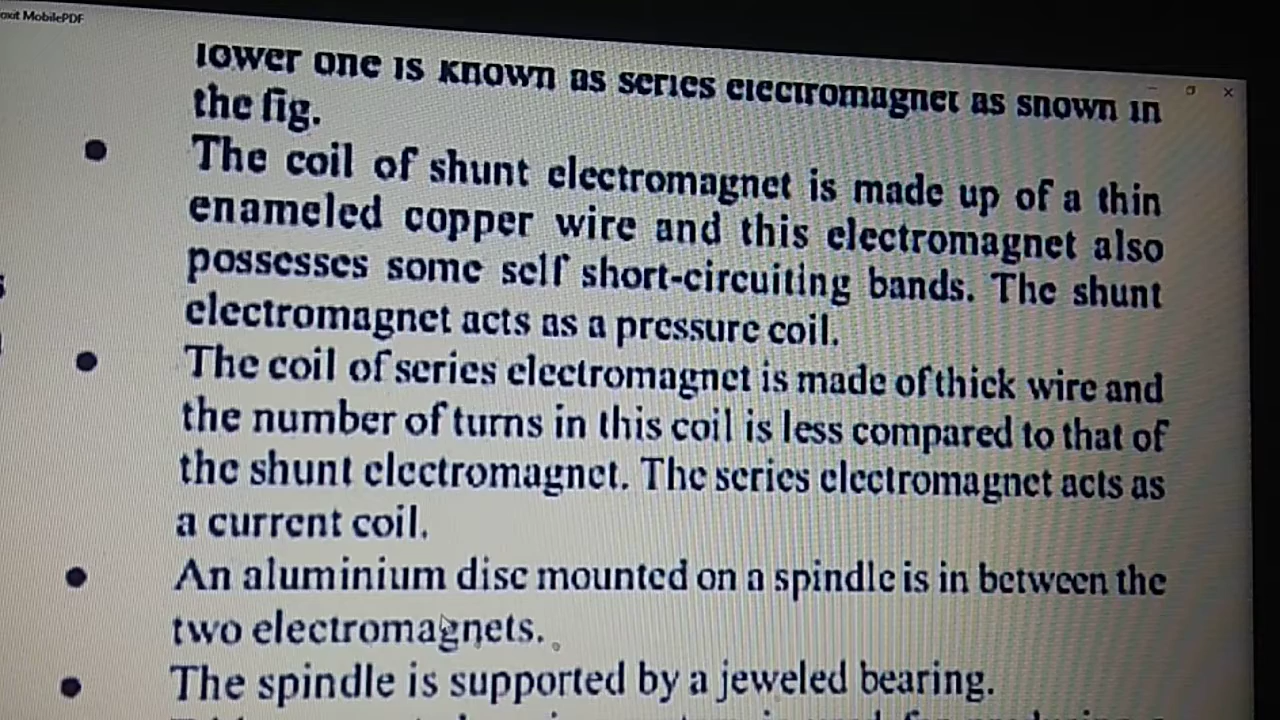 oxit MobilePDF
lower one is known as series electromagnet as shown in
the fig.
• The coil of shunt electromagnet is made up of a thin
enameled copper wire and this electromagnet also
possesses some self short-circuiting bands. The shunt
electromagnet acts as a pressure coil.
• The coil of series electromagnet is made of thick wire and
the number of turns in this coil is less compared to that of
the shunt electromagnet. The series electromagnet acts as
a current coil.
• An aluminium disc mounted on a spindle is in between the
two electromagnets.
• The spindle is supported by a jeweled bearing.